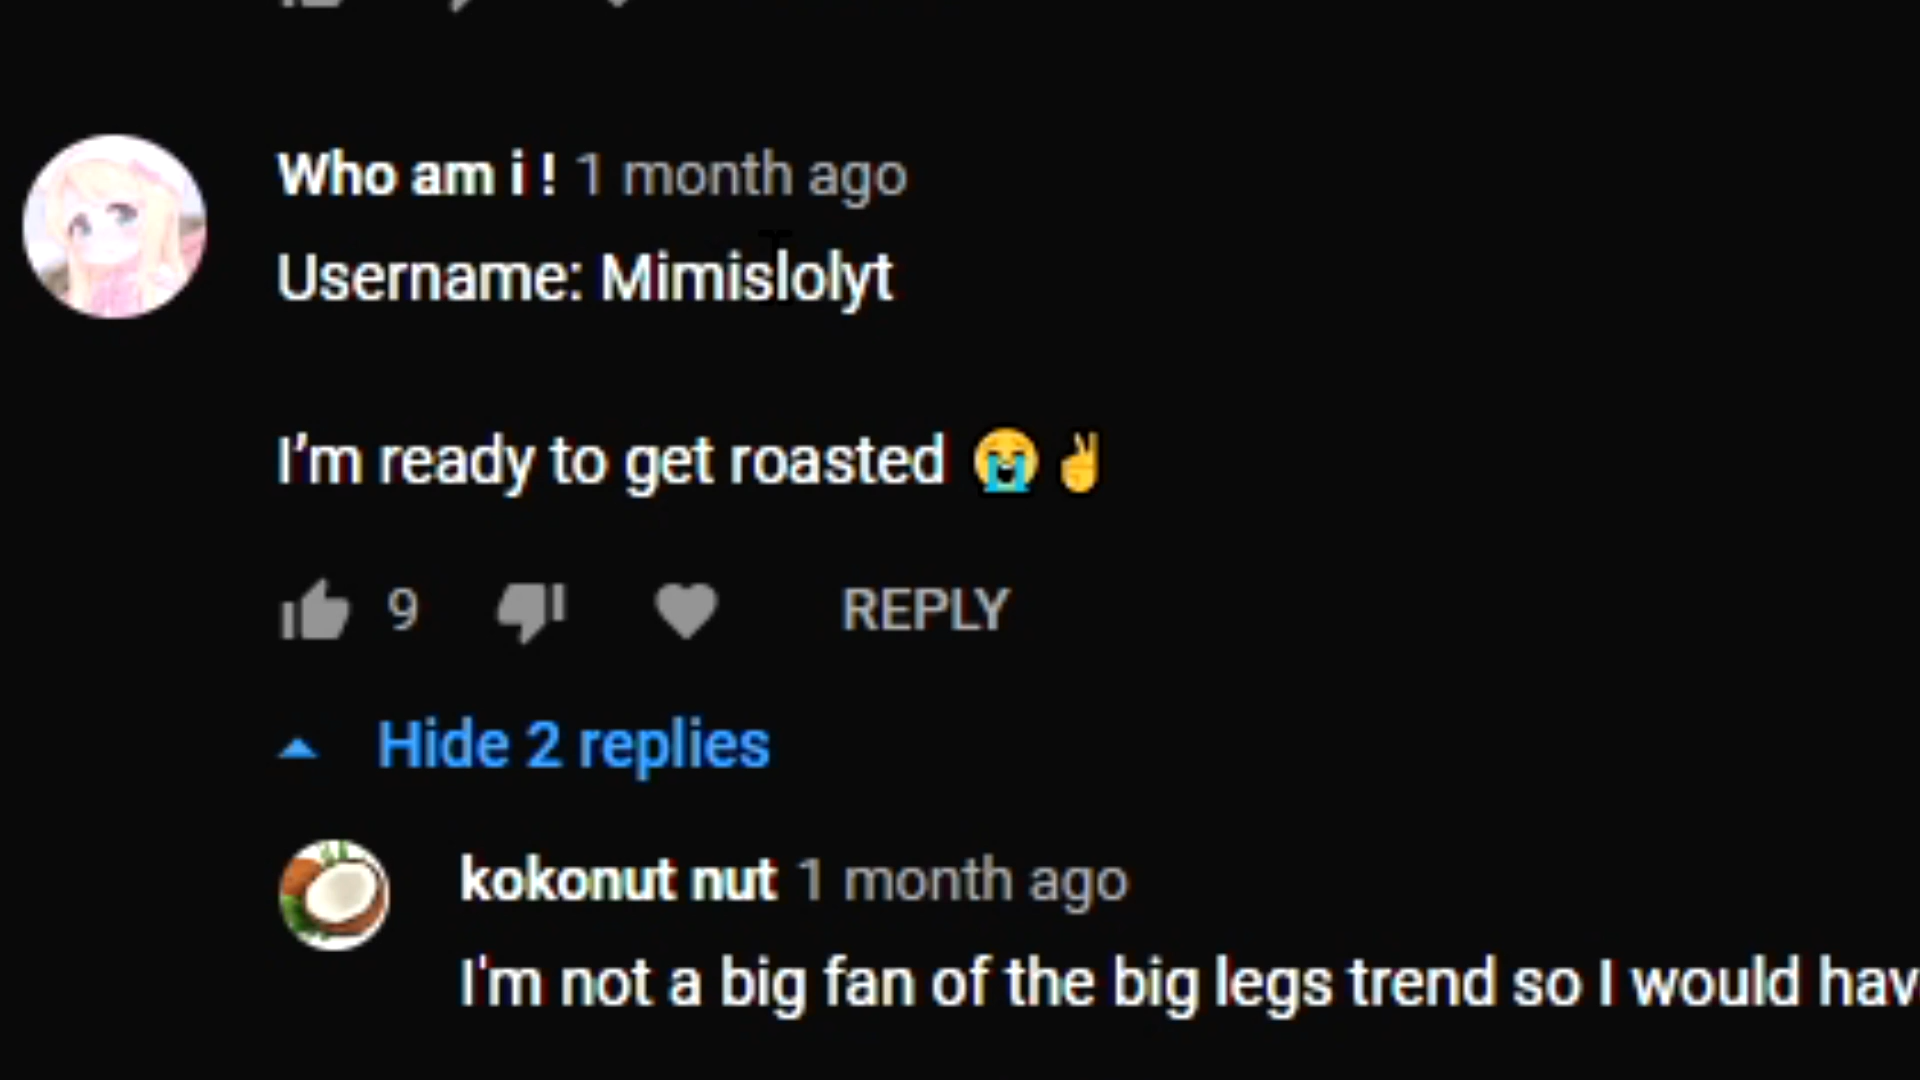 Who am i ! 1 month ago
Username: Mimislolyt
I'm ready to get roasted 😭✌
9 REPLY
Hide 2 replies
kokonut nut 1 month ago
I'm not a big fan of the big legs trend so I would